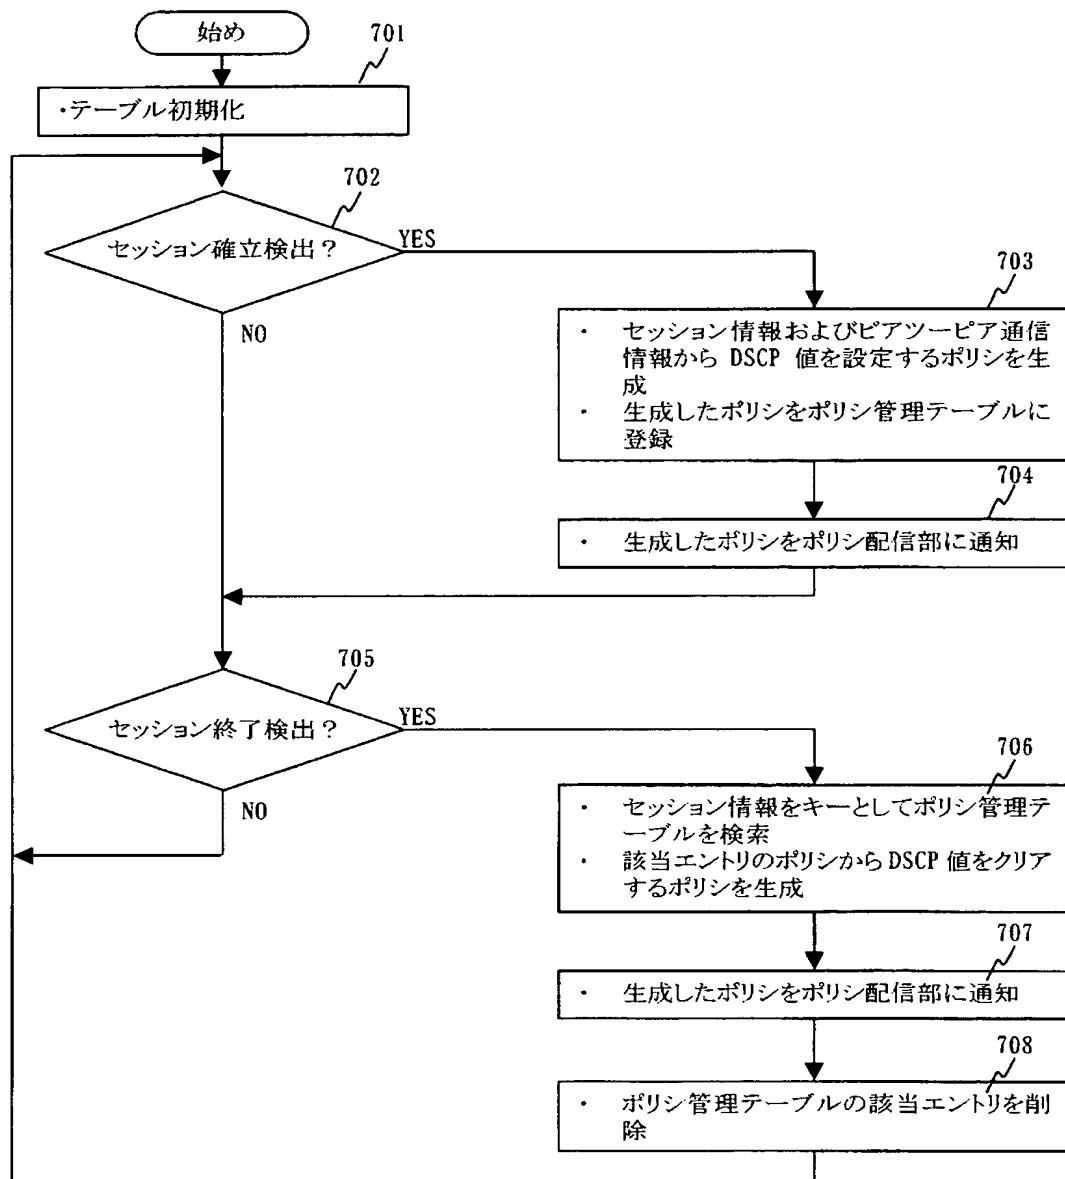 始め
701
・テーブル初期化
702
セッション確立検出？
YES
NO
703
・ セッション情報およびピアツーピア通信
情報から DSCP 値を設定するポリシを生
成
・ 生成したポリシをポリシ管理テーブルに
登録
704
・ 生成したポリシをポリシ配信部に通知
705
セッション終了検出？
YES
NO
706
・ セッション情報をキーとしてポリシ管理テ
ーブルを検索
・ 該当エントリのポリシから DSCP 値をクリア
するポリシを生成
707
・ 生成したポリシをポリシ配信部に通知
708
・ ポリシ管理テーブルの該当エントリを削
除